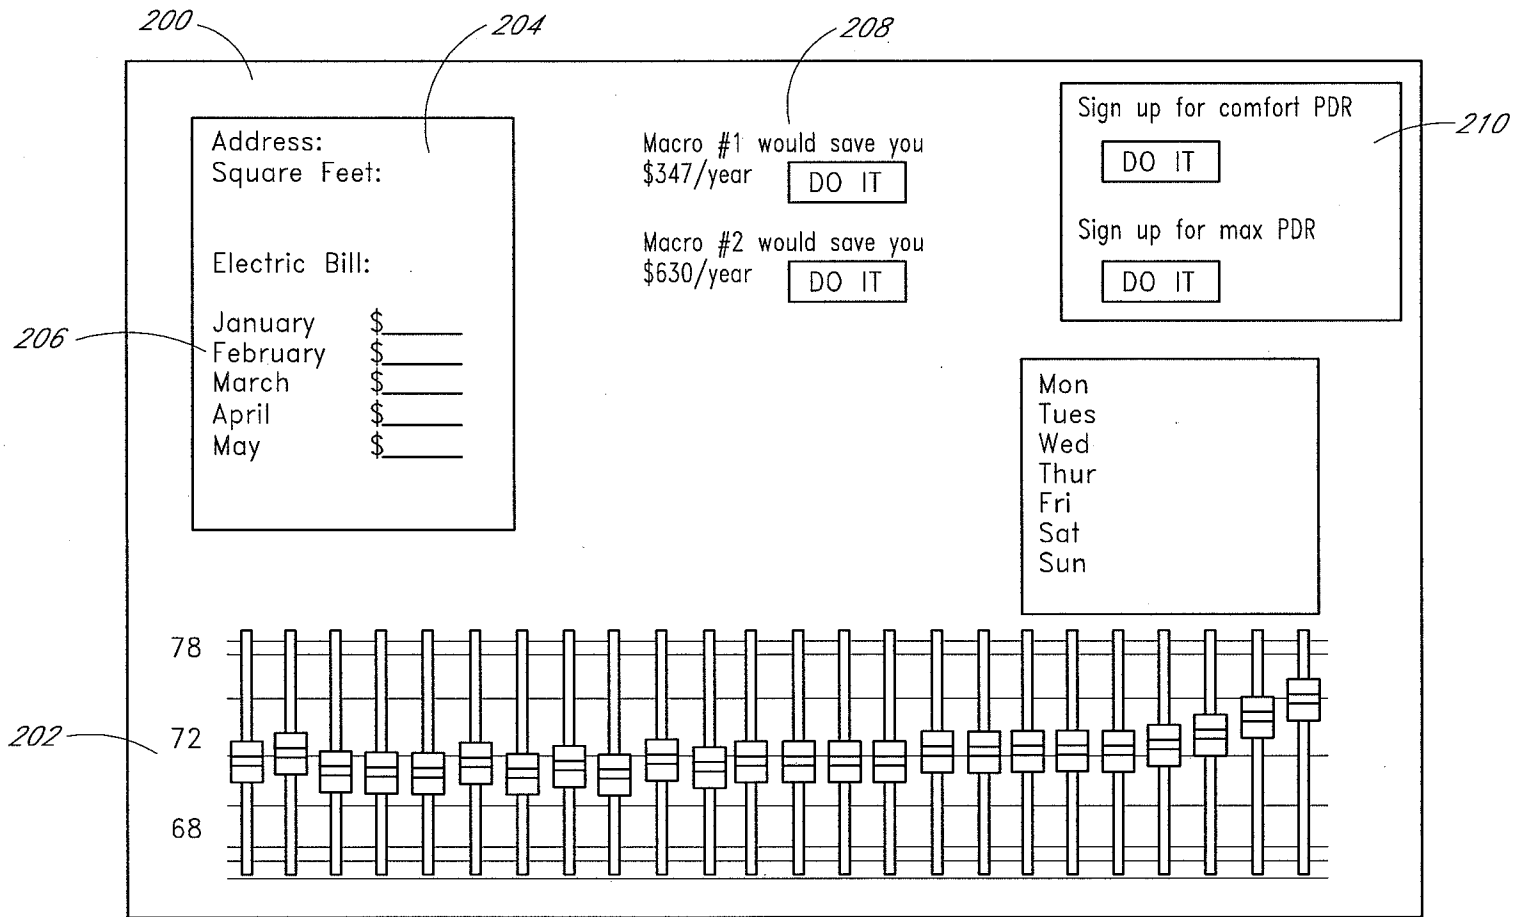 200
204
208
210
206
202
Address:
Square Feet:
Electric Bill:
January $
February $
March $
April $
May $
Macro #1 would save you
$347/year DO IT
Macro #2 would save you
$630/year DO IT
Sign up for comfort PDR
DO IT
Sign up for max PDR
DO IT
Mon
Tues
Wed
Thur
Fri
Sat
Sun
78
72
68